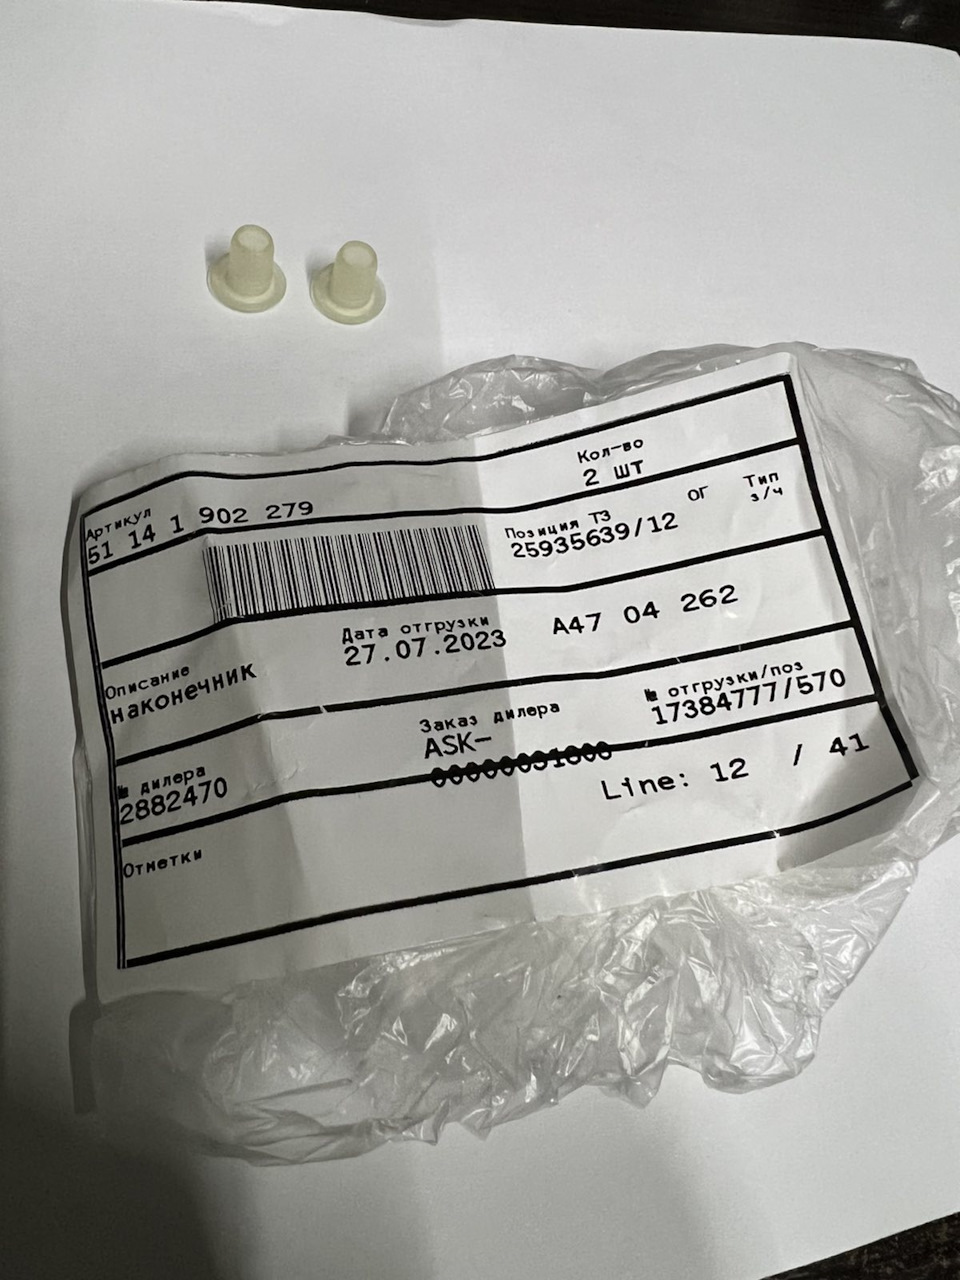 Артикул
51 14 1 902 279
Кол-во
2 шт
Позиция ТЗ
25935639/12
ОГ
Тип
з/ч
Дата отгрузки
27.07.2023
A47 04 262
Описание
наконечник
Заказ дилера
ASK-
00000031800
№ отгрузки/поз
17384777/570
№ дилера
2882470
Line: 12 / 41
Отметки